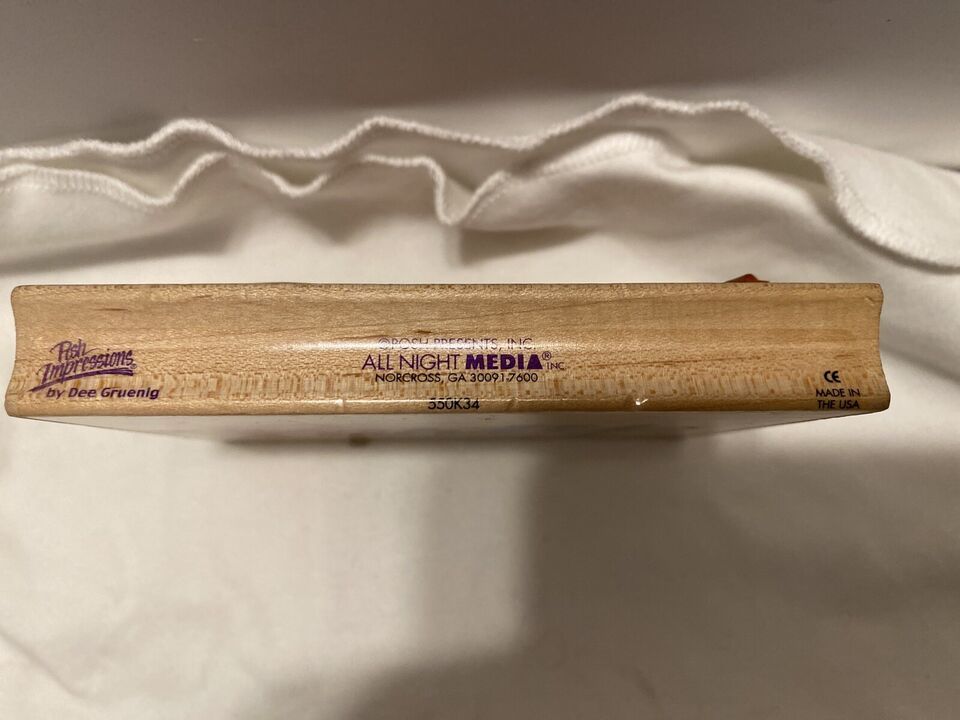 Posh
Impressions
by Dee Gruenig
©POSH PRESENTS, INC.
ALL NIGHT MEDIA® INC
NORCROSS, GA 30091-7600
550K34
CE
MADE IN
THE USA